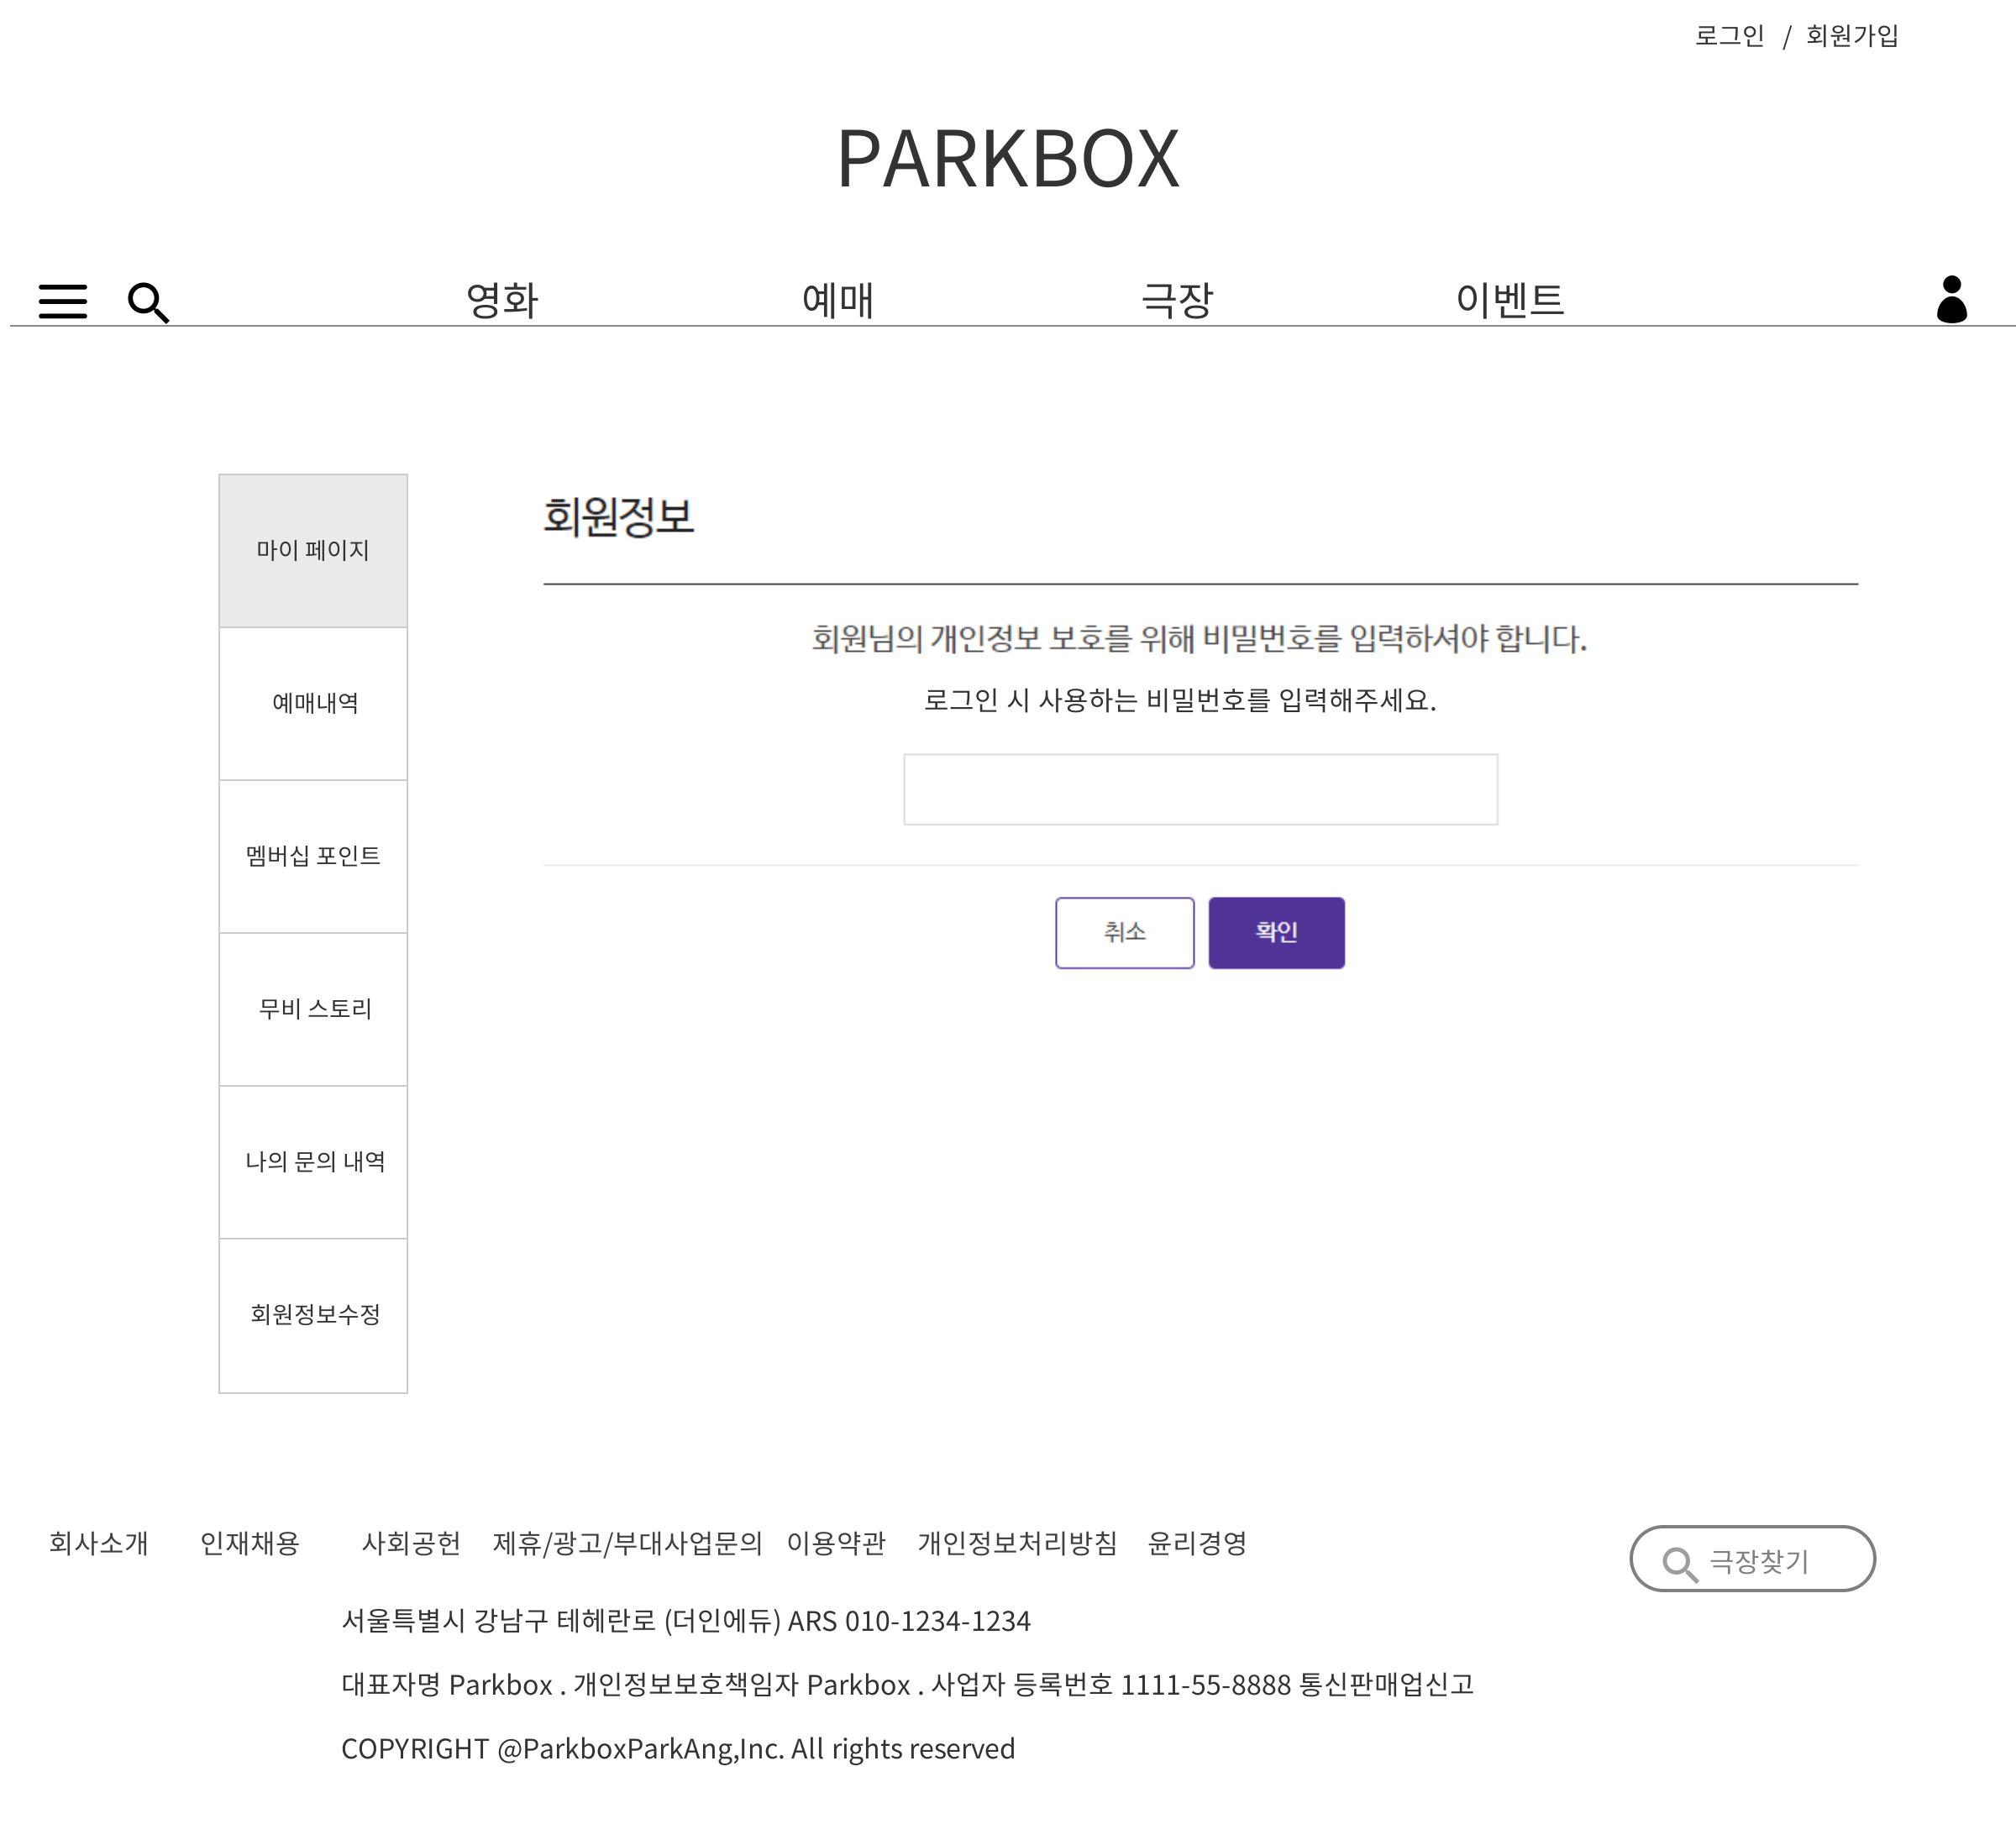 로그인 / 회원가입
PARKBOX
영화 예매 극장 이벤트
마이 페이지
예매내역
멤버십 포인트
무비 스토리
나의 문의 내역
회원정보수정
회원정보
회원님의 개인정보 보호를 위해 비밀번호를 입력하셔야 합니다.
로그인 시 사용하는 비밀번호를 입력해주세요.
취소 확인
회사소개 인재채용 사회공헌 제휴/광고/부대사업문의 이용약관 개인정보처리방침 윤리경영
극장찾기
서울특별시 강남구 테헤란로 (더인에듀) ARS 010-1234-1234
대표자명 Parkbox . 개인정보보호책임자 Parkbox . 사업자 등록번호 1111-55-8888 통신판매업신고
COPYRIGHT @ParkboxParkAng,Inc. All rights reserved